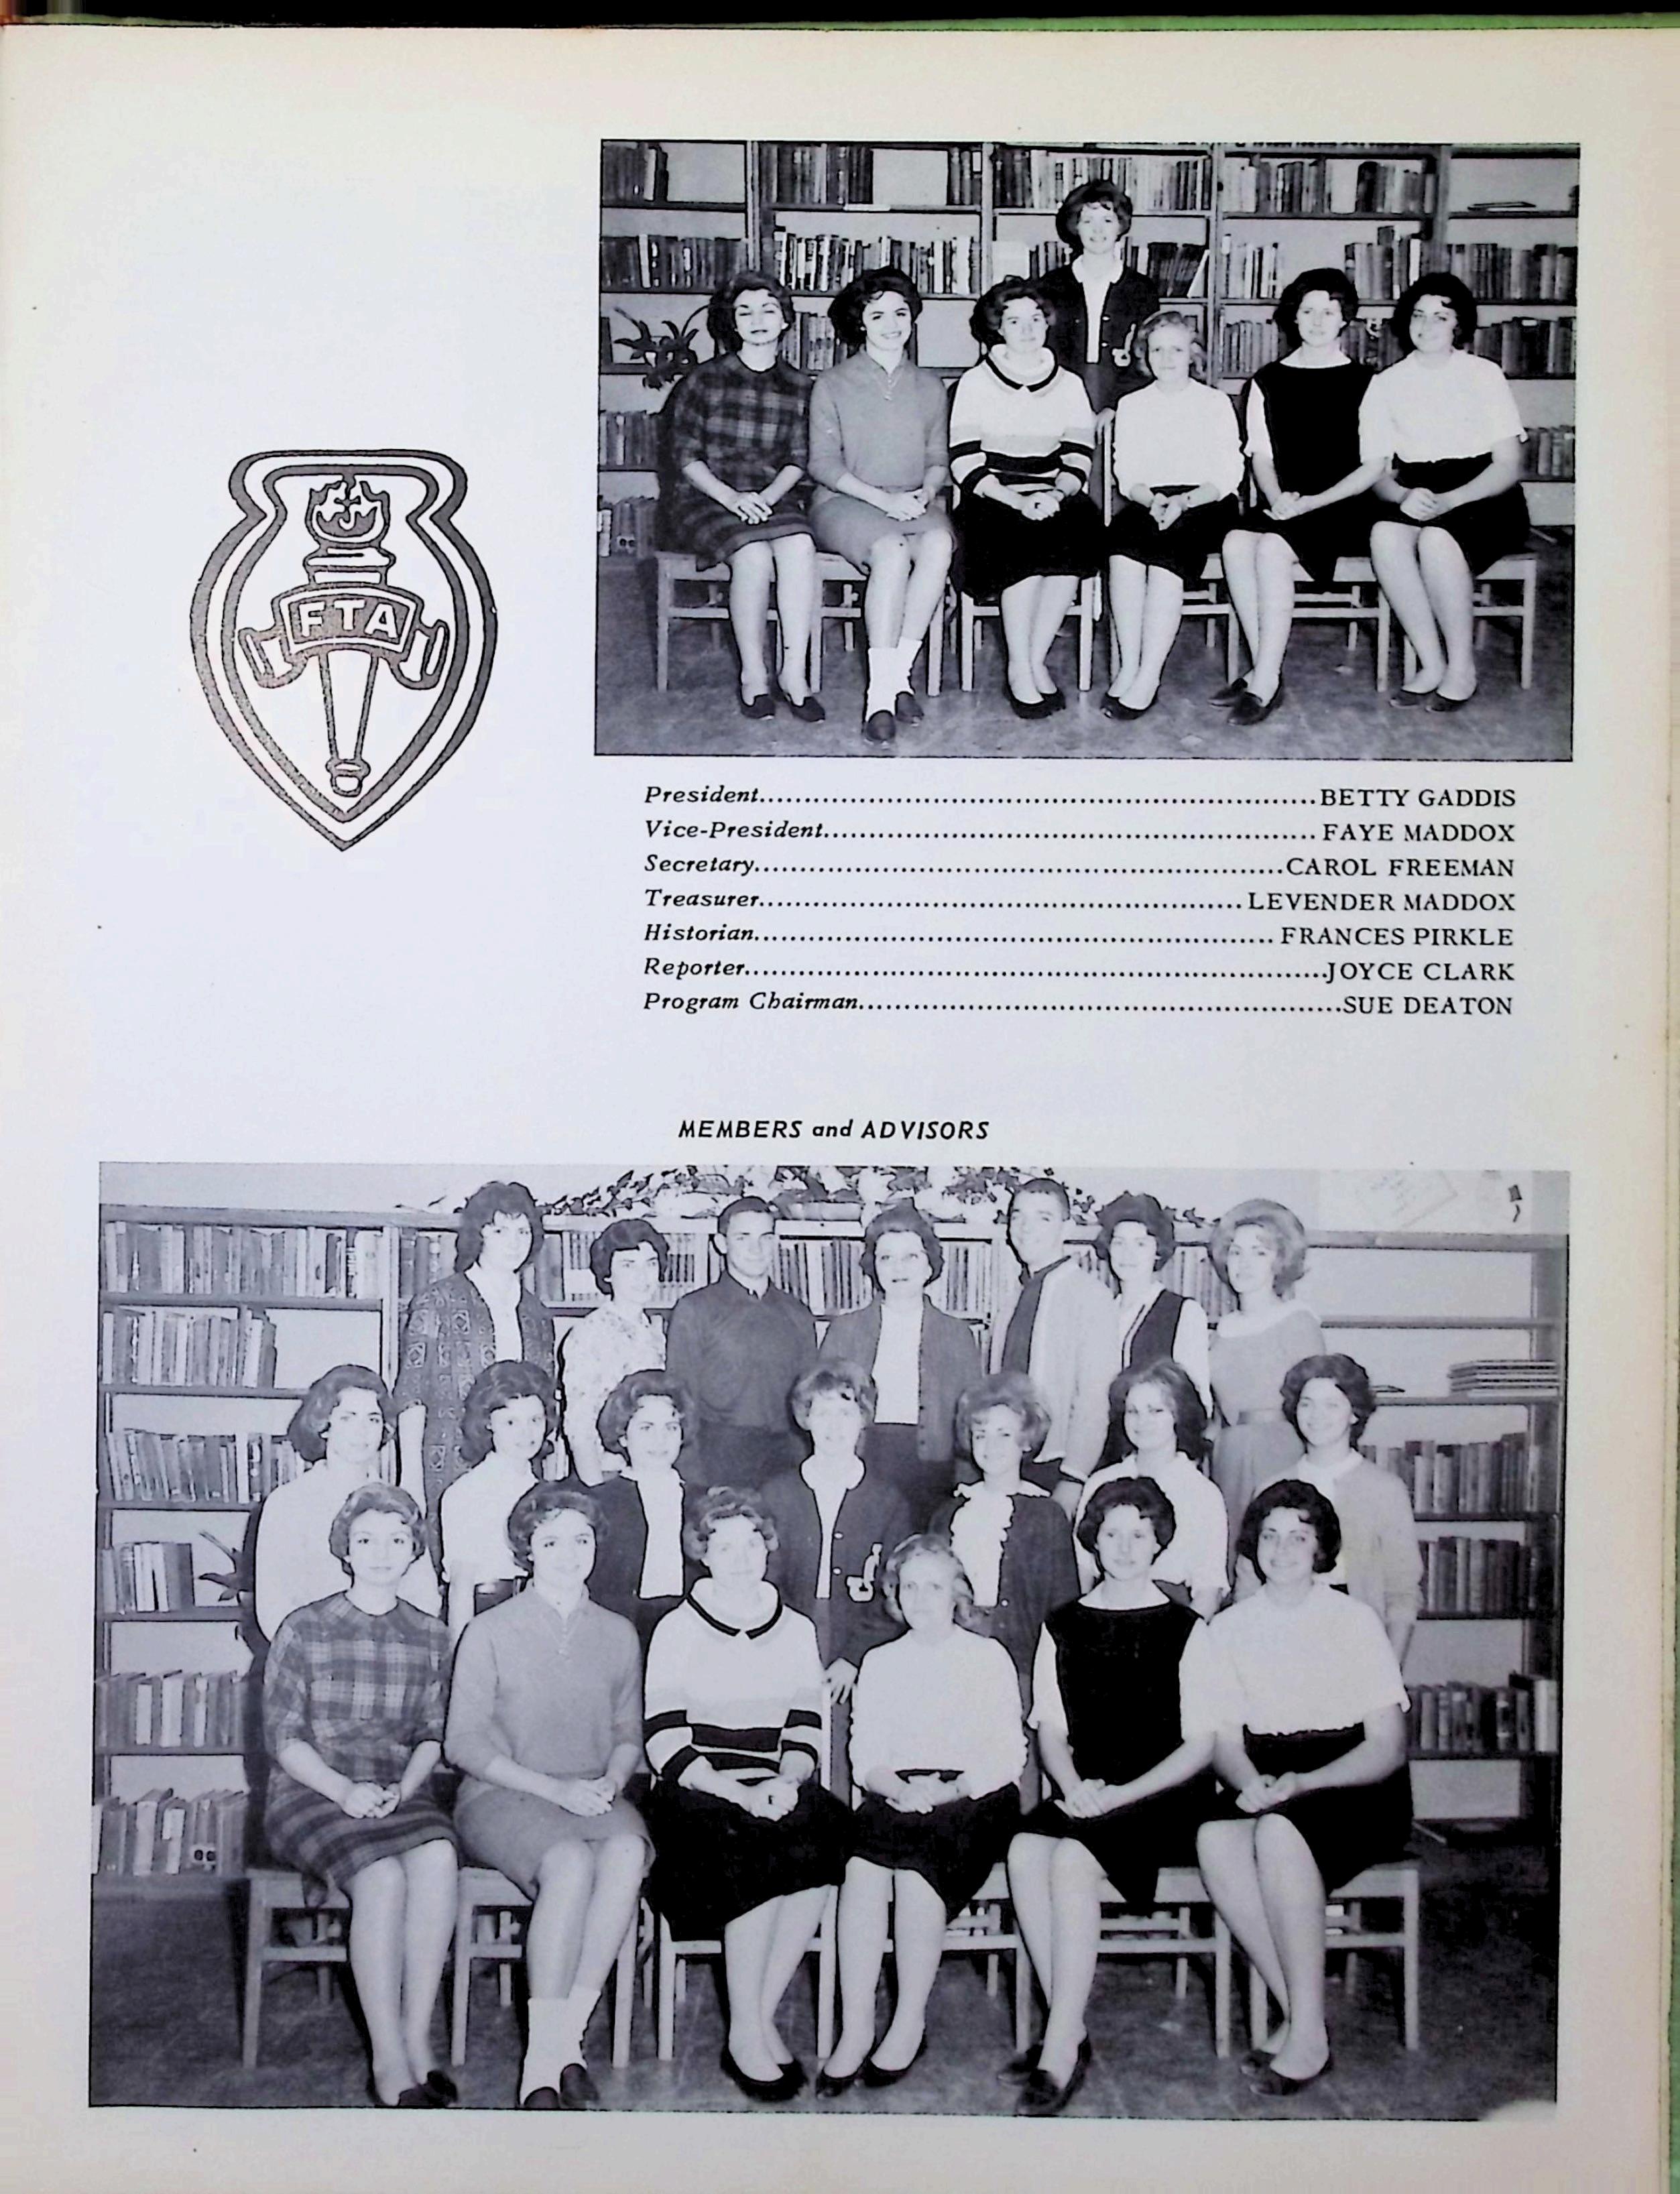 FTA
President...............BETTY GADDIS
Vice-President...............FAYE MADDOX
Secretary...............CAROL FREEMAN
Treasurer...............LEVENDER MADDOX
Historian...............FRANCES PIRKLE
Reporter...............JOYCE CLARK
Program Chairman...............SUE DEATON
MEMBERS and ADVISORS